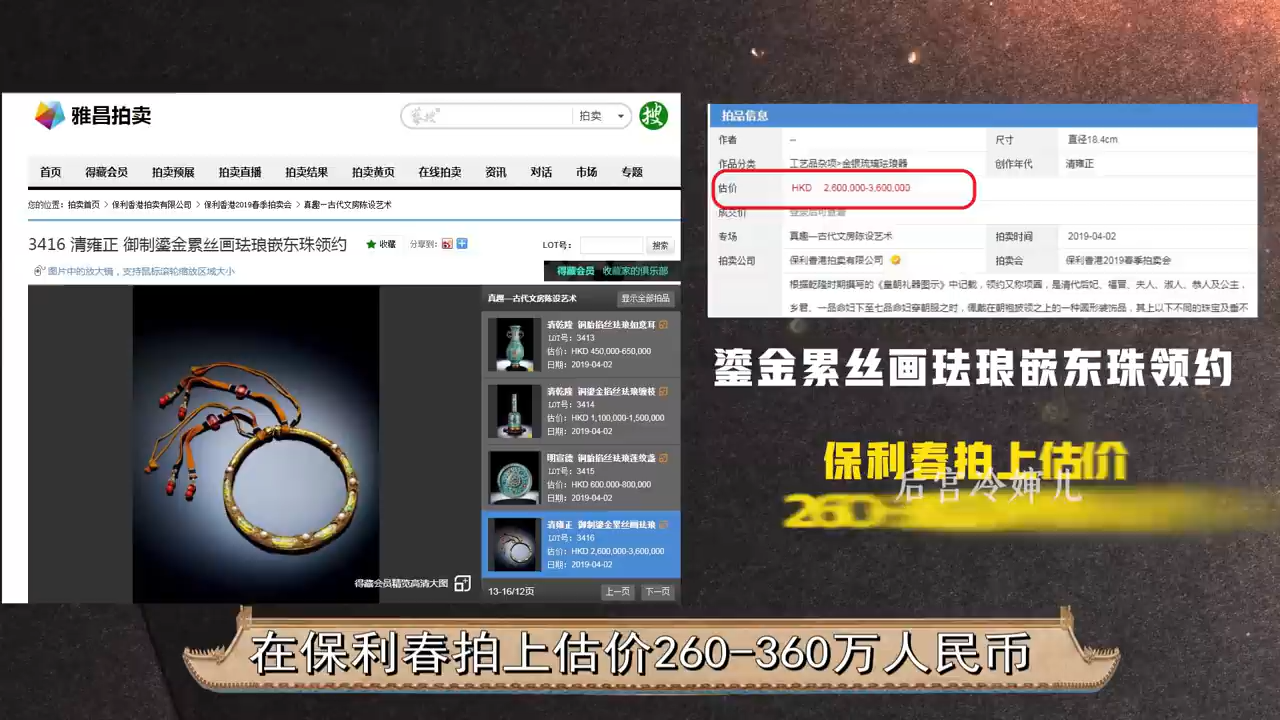 雅昌拍卖
拍卖
搜
首页 得藏会员 拍卖预展 拍卖直播 拍卖结果 拍卖黄页 在线拍卖 资讯 对话 市场 专题
您的位置：拍卖首页 > 保利香港拍卖有限公司 > 保利香港2019春季拍卖会 > 真趣—古代文房陈设艺术
3416 清雍正 御制鎏金累丝画珐琅嵌东珠领约
收藏 分享到：
LOT号： 搜索
图片中的放大镜，支持鼠标滚轮缩放区域大小
得藏会员 收藏家的俱乐部
真趣—古代文房陈设艺术 显示全部拍品
清乾隆 铜胎掐丝珐琅如意耳
LOT号：3413
估价：HKD 450,000-650,000
日期：2019-04-02
清乾隆 铜鎏金掐丝珐琅缠枝
LOT号：3414
估价：HKD 1,100,000-1,500,000
日期：2019-04-02
明宣德 铜胎掐丝珐琅莲纹盏
LOT号：3415
估价：HKD 600,000-800,000
日期：2019-04-02
清雍正 御制鎏金累丝画珐琅
LOT号：3416
估价：HKD 2,600,000-3,600,000
日期：2019-04-02
得藏会员精览高清大图
13-16/12页 上一页 下一页
拍品信息
作者 -- 尺寸 直径18.4cm
作品分类 工艺品杂项>金银琉璃珐琅器 创作年代 清雍正
估价 HKD 2,600,000-3,600,000
成交价 登录后可查看
专场 真趣—古代文房陈设艺术 拍卖时间 2019-04-02
拍卖公司 保利香港拍卖有限公司 拍卖会 保利香港2019春季拍卖会
根据乾隆时期撰写的《皇朝礼器图示》中记载，领约又称项圈，是清代后妃、福晋、夫人、淑人、恭人及公主，
乡君、一品命妇下至七品命妇穿朝服之时，佩戴在朝袍披领之上的一种圆形装饰品，其上以下不同的珠宝及垂不
鎏金累丝画珐琅嵌东珠领约
保利春拍上估价
后宫冷婶儿
260-
在保利春拍上估价260-360万人民币